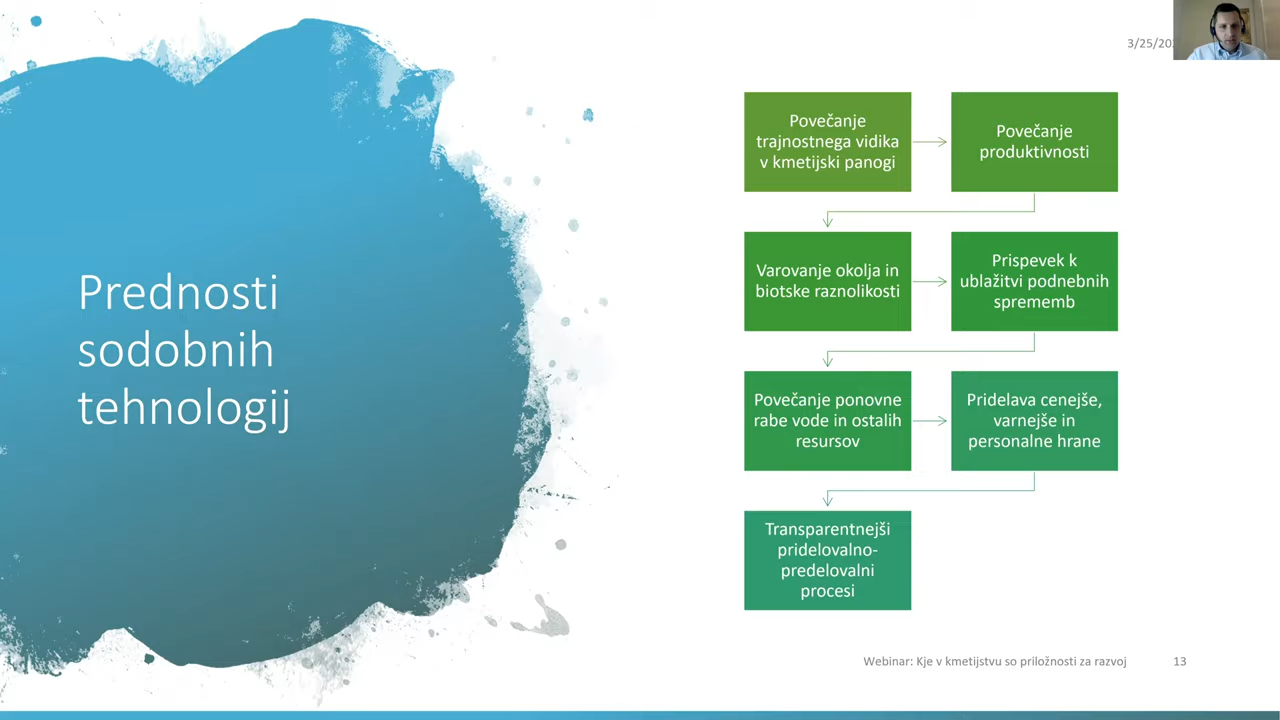 3/25/20
Prednosti
sodobnih
tehnologij
Povečanje
trajnostnega vidika
v kmetijski panogi
Povečanje
produktivnosti
Varovanje okolja in
biotske raznolikosti
Prispevek k
ublažitvi podnebnih
sprememb
Povečanje ponovne
rabe vode in ostalih
resursov
Pridelava cenejše,
varnejše in
personalne hrane
Transparentnejši
pridelovalno-
predelovalni
procesi
Webinar: Kje v kmetijstvu so priložnosti za razvoj
13